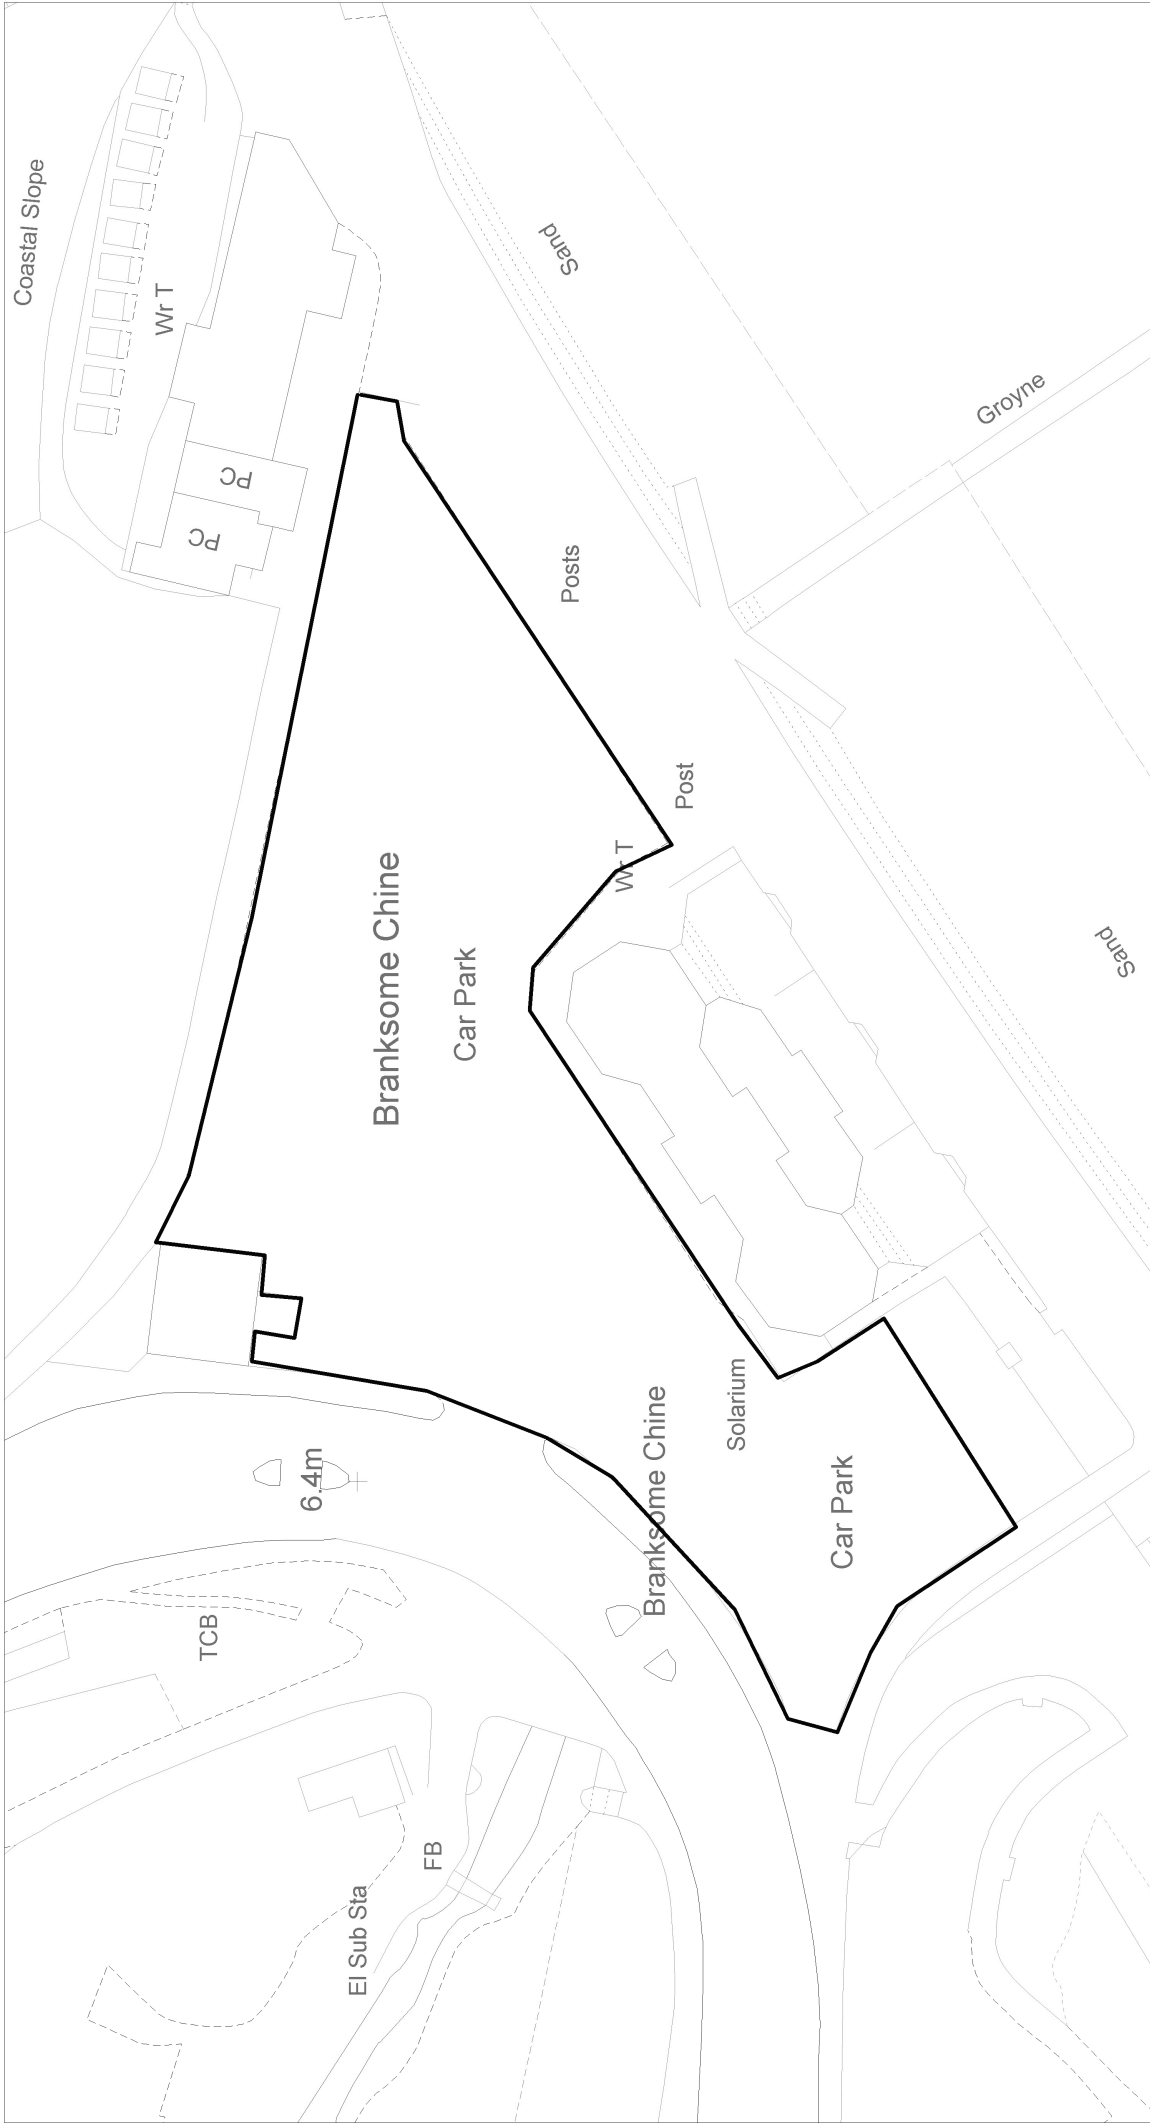 Coastal Slope
Wr T
PC
PC
Sand
Groyne
Posts
Post
Wr T
Branksome Chine
Car Park
Sand
Solarium
Branksome Chine
Car Park
6.4m
TCB
FB
El Sub Sta